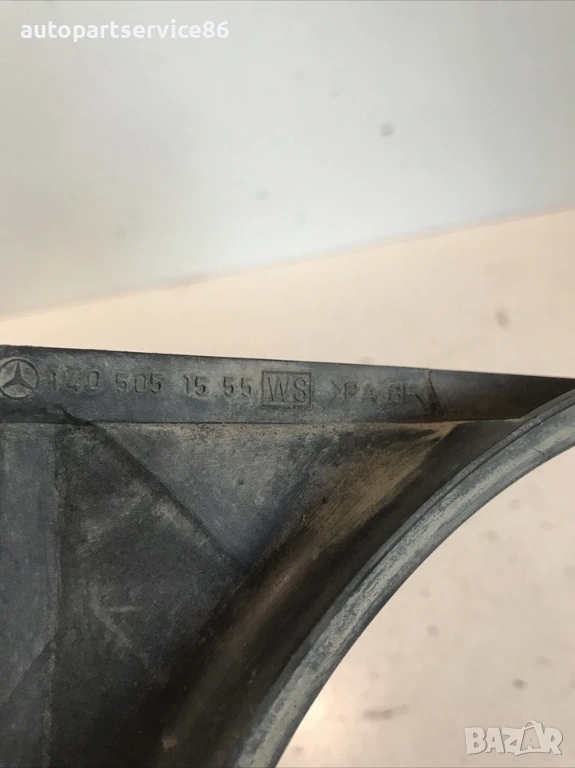 autopartservice86
140 505 15 55 WS >PA GF<
BAZAR